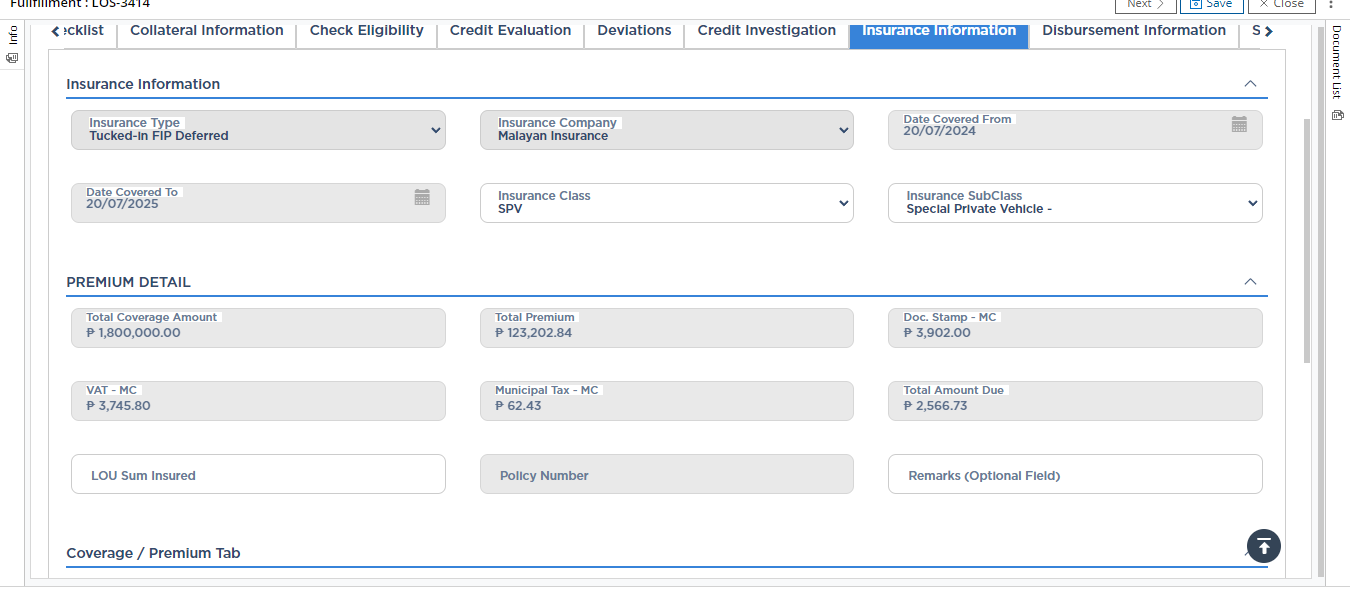 Fullfillment : LOS-3414
Next
Save
Close
Info
ecklist
Collateral Information
Check Eligibility
Credit Evaluation
Deviations
Credit Investigation
Insurance Information
Disbursement Information
S
Document List
Insurance Information
Insurance Type
Tucked-in FIP Deferred
Insurance Company
Malayan Insurance
Date Covered From
20/07/2024
Date Covered To
20/07/2025
Insurance Class
SPV
Insurance SubClass
Special Private Vehicle -
PREMIUM DETAIL
Total Coverage Amount
₱ 1,800,000.00
Total Premium
₱ 123,202.84
Doc. Stamp - MC
₱ 3,902.00
VAT - MC
₱ 3,745.80
Municipal Tax - MC
₱ 62.43
Total Amount Due
₱ 2,566.73
LOU Sum Insured
Policy Number
Remarks (Optional Field)
Coverage / Premium Tab